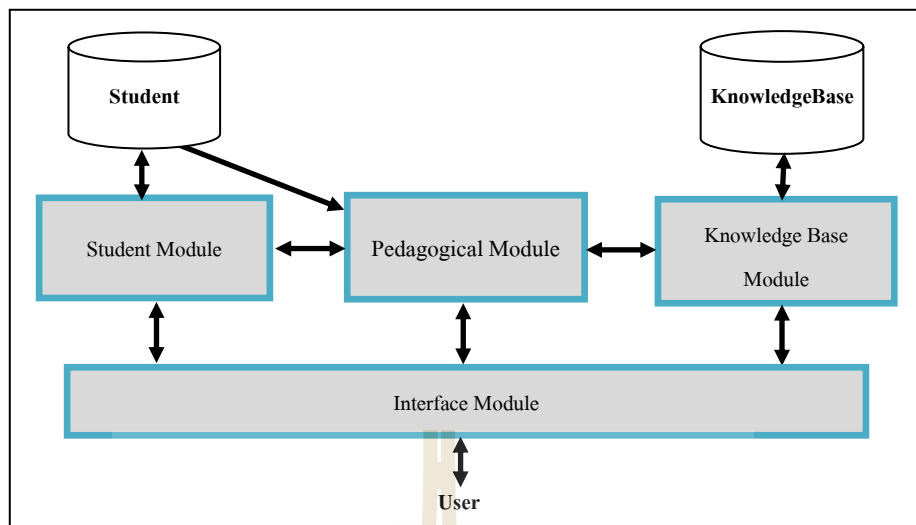 Student
KnowledgeBase
Student Module
Pedagogical Module
Knowledge Base
Module
Interface Module
User